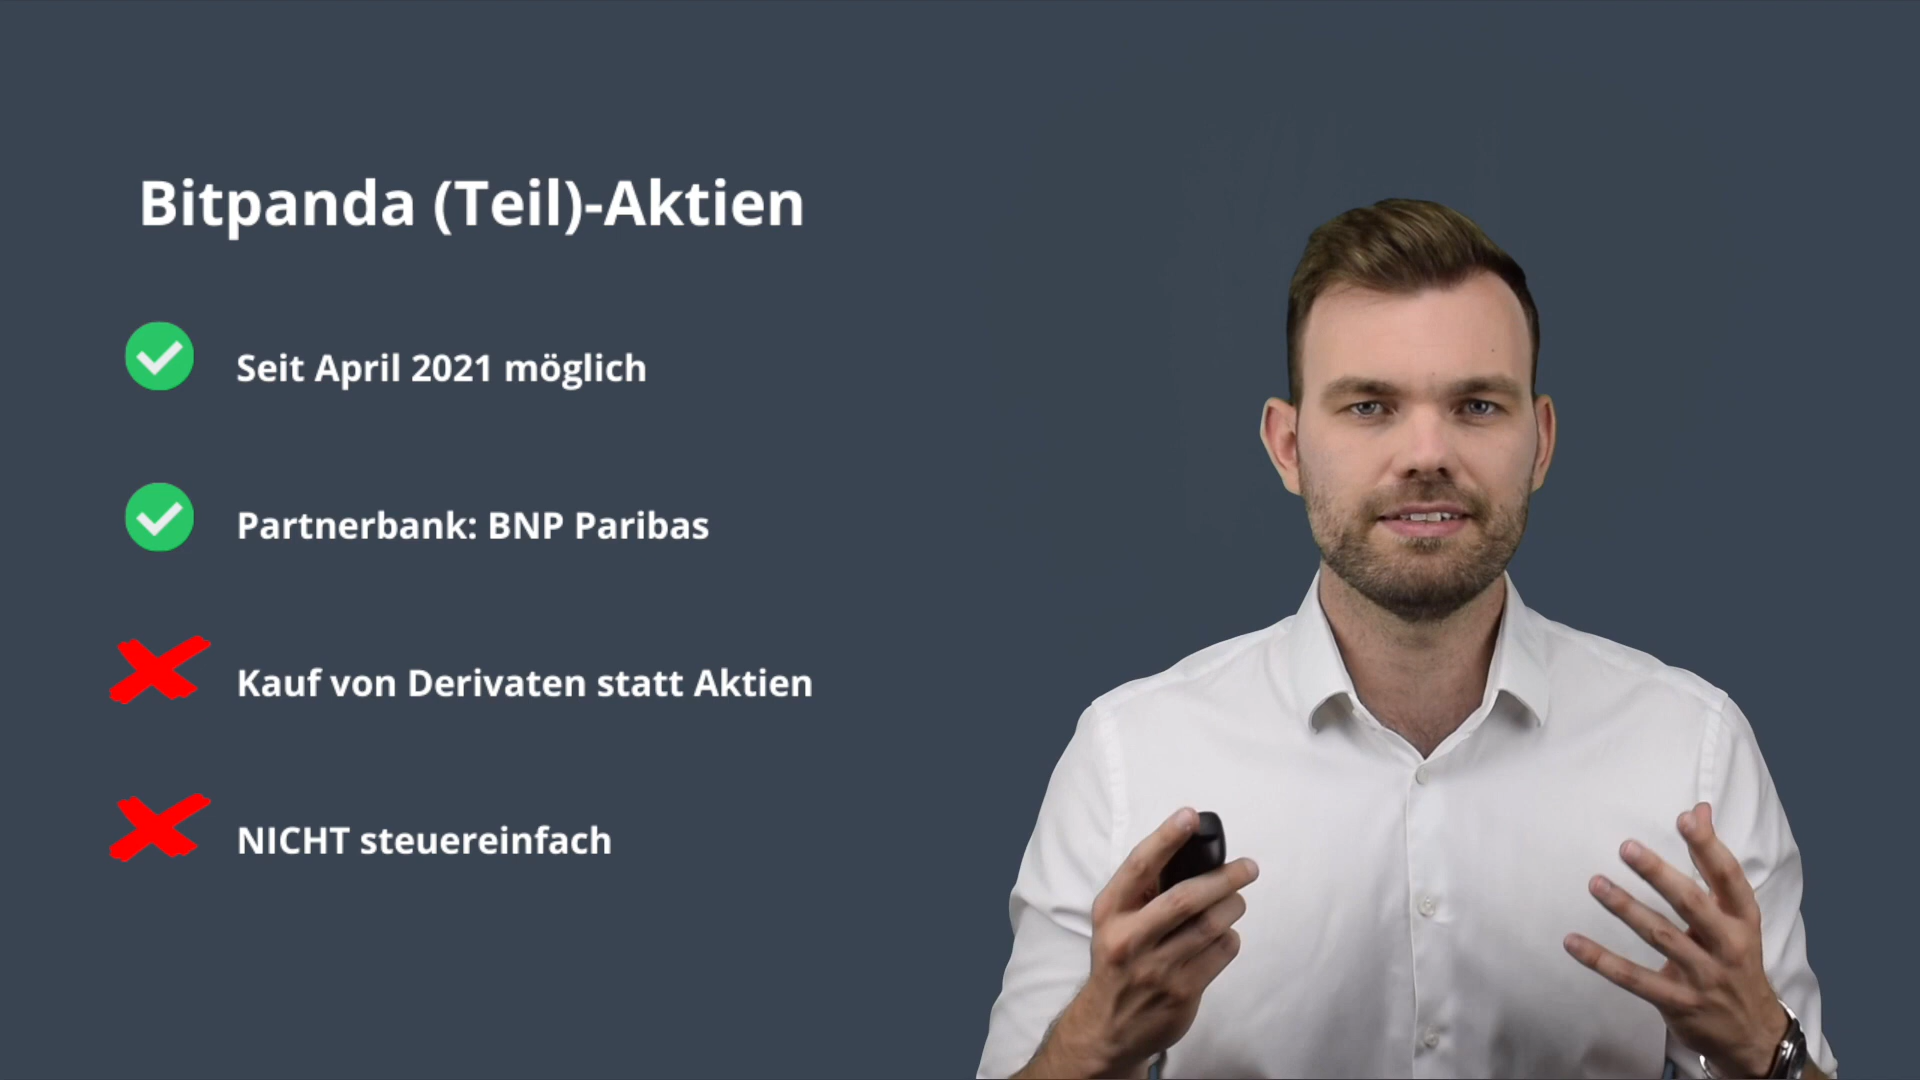 Bitpanda (Teil)-Aktien
Seit April 2021 möglich
Partnerbank: BNP Paribas
Kauf von Derivaten statt Aktien
NICHT steuereinfach